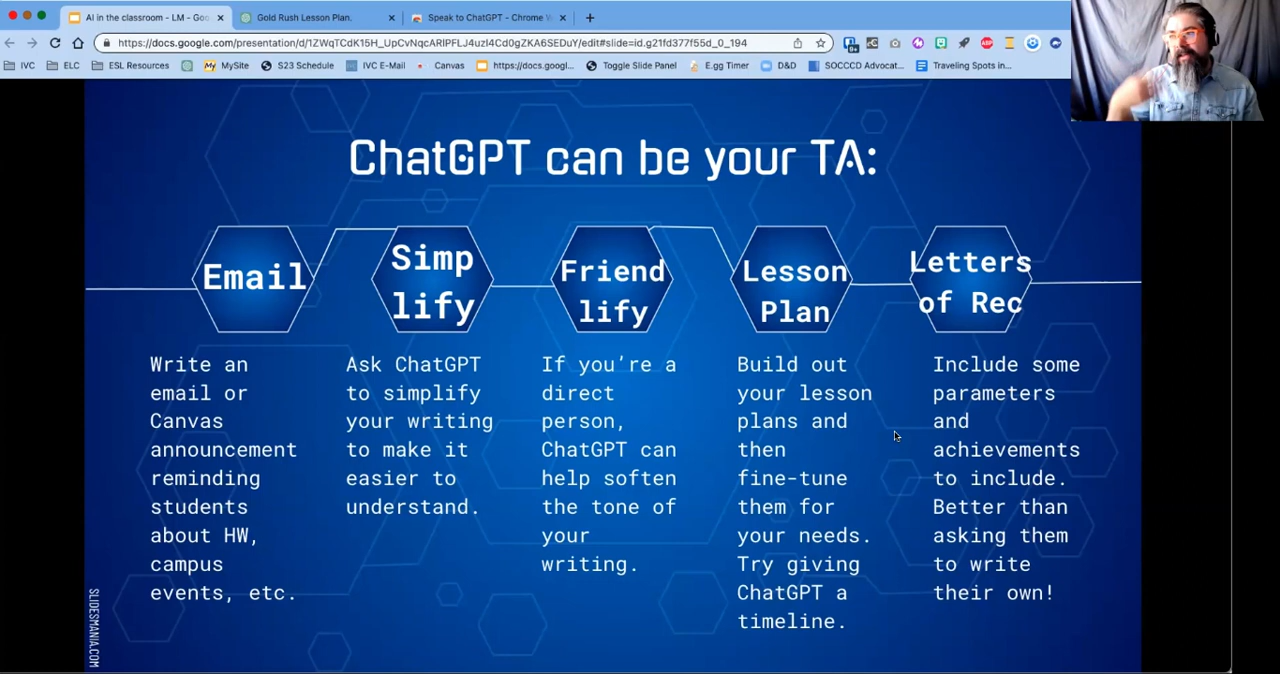 AI in the classroom - LM - Goo
Gold Rush Lesson Plan.
Speak to ChatGPT - Chrome W
https://docs.google.com/presentation/d/1ZWqTCdK15H_UpCvNqcARIPFLJ4uzI4Cd0gZKA6SEDuY/edit#slide=id.g21fd377f55d_0_194
IVC
ELC
ESL Resources
MySite
S23 Schedule
IVC E-Mail
Canvas
https://docs.googl...
Toggle Slide Panel
E.gg Timer
D&D
SOCCCD Advocat...
Traveling Spots in...
ChatGPT can be your TA:
Email
Simp
lify
Friend
lify
Lesson
Plan
Letters
of Rec
Write an
email or
Canvas
announcement
reminding
students
about HW,
campus
events, etc.
Ask ChatGPT
to simplify
your writing
to make it
easier to
understand.
If you're a
direct
person,
ChatGPT can
help soften
the tone of
your
writing.
Build out
your lesson
plans and
then
fine-tune
them for
your needs.
Try giving
ChatGPT a
timeline.
Include some
parameters
and
achievements
to include.
Better than
asking them
to write
their own!
SLIDESMANIA.COM